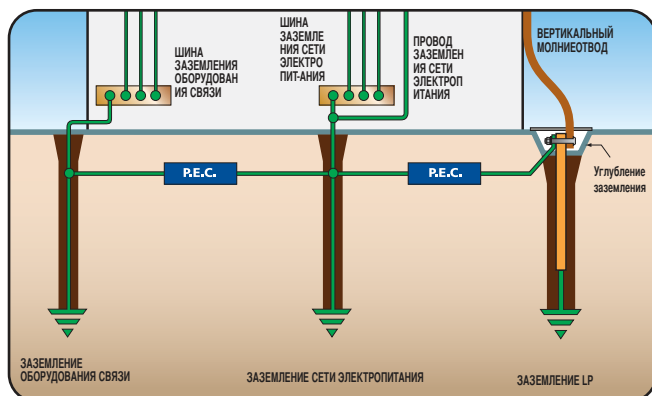 ШИНА
ЗАЗЕМЛЕНИЯ
ОБОРУДОВАН
ИЯ СВЯЗИ
ШИНА
ЗАЗЕМЛЕ
НИЯ СЕТИ
ЭЛЕКТРО
ПИТ-АНИЯ
ПРОВОД
ЗАЗЕМЛЕН
ИЯ СЕТИ
ЭЛЕКТРОП
ИТАНИЯ
ВЕРТИКАЛЬНЫЙ
МОЛНИЕОТВОД
P.E.C.
P.E.C.
Углубление
заземления
ЗАЗЕМЛЕНИЕ
ОБОРУДОВАНИЯ СВЯЗИ
ЗАЗЕМЛЕНИЕ СЕТИ ЭЛЕКТРОПИТАНИЯ
ЗАЗЕМЛЕНИЕ LP